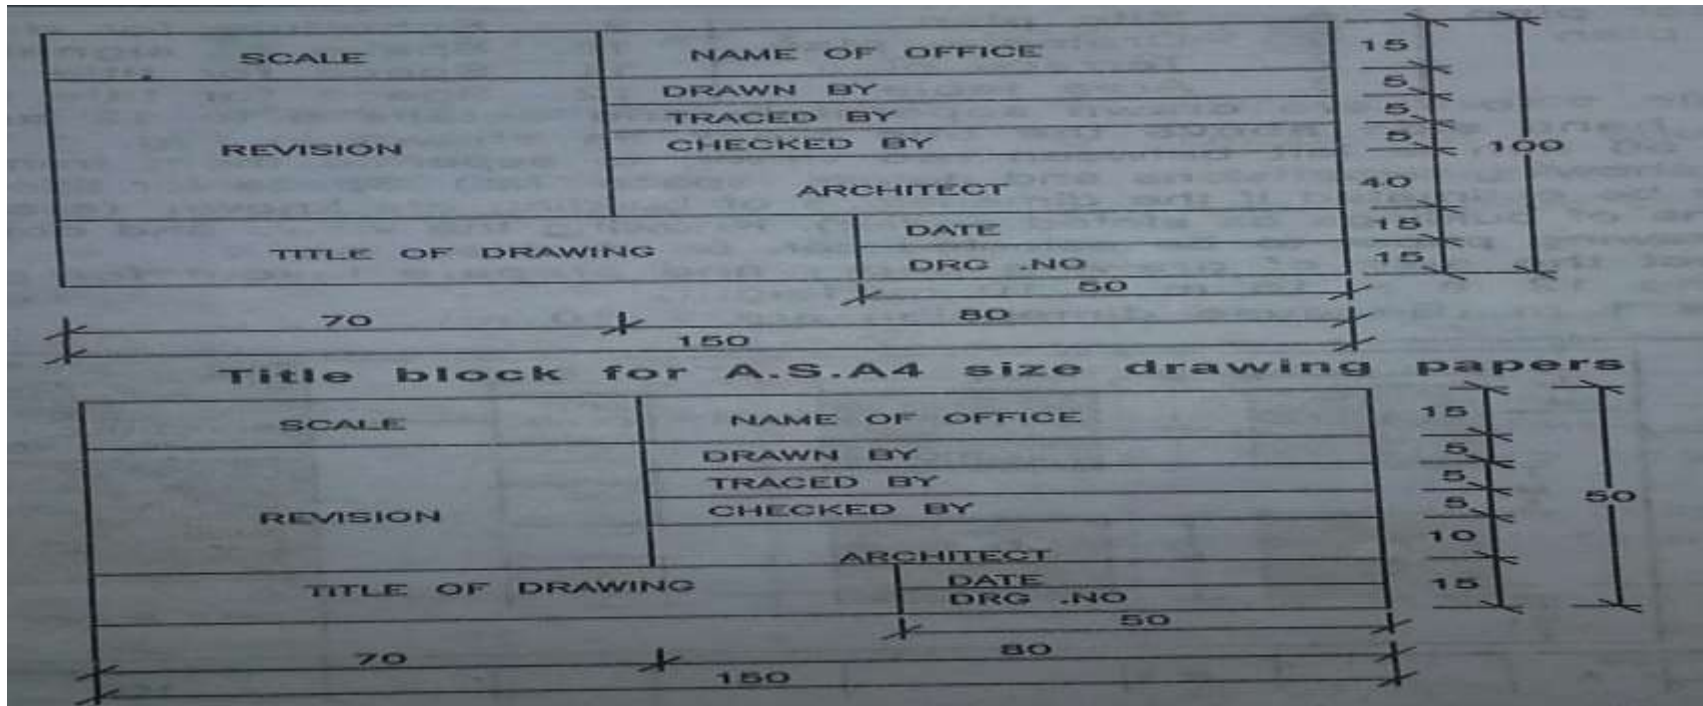 SCALE NAME OF OFFICE 15
DRAWN BY 5
TRACED BY 5
REVISION CHECKED BY 5 100
ARCHITECT 40
DATE 15
TITLE OF DRAWING
DRG .NO 15
50
70 80
150
Title block for A.S.A4 size drawing papers
SCALE NAME OF OFFICE 15
DRAWN BY 5
TRACED BY 5 50
REVISION CHECKED BY 5
10
ARCHITECT
TITLE OF DRAWING DATE 15
DRG .NO
50
70 80
150